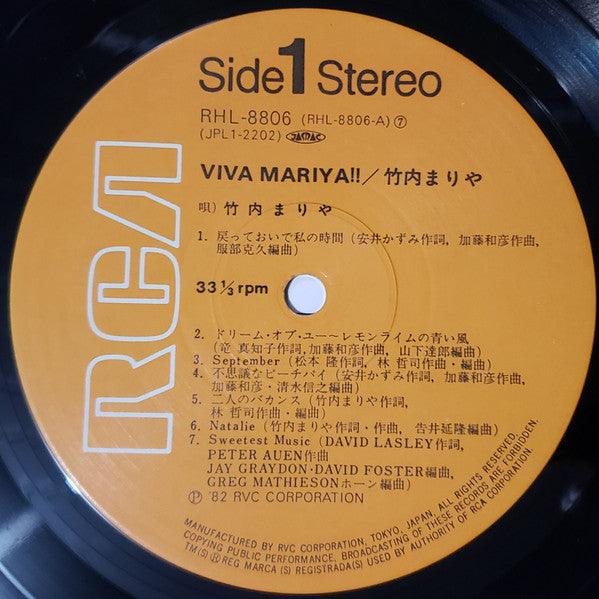 Side 1 Stereo
RHL-8806 (RHL-8806-A) ⑦
(JPL1-2202) JASRAC
RCA
VIVA MARIYA!!／竹内まりや
唄) 竹内まりや
1. 戻っておいで私の時間 (安井かずみ作詞, 加藤和彦作曲,
服部克久編曲)
33⅓ rpm
2. ドリーム・オブ・ユー〜レモンライムの青い風
(竜 真知子作詞, 加藤和彦作曲, 山下達郎編曲)
3. September (松本 隆作詞, 林 哲司作曲・編曲)
4. 不思議なピーチパイ (安井かずみ作詞, 加藤和彦作曲,
加藤和彦・清水信之編曲)
5. 二人のバカンス (竹内まりや作詞,
林 哲司作曲・編曲)
6. Natalie (竹内まりや作詞・作曲, 告井延隆編曲)
7. Sweetest Music (DAVID LASLEY作詞,
PETER AUEN作曲
JAY GRAYDON・DAVID FOSTER編曲,
GREG MATHIESONホーン編曲)
Ⓟ '82 RVC CORPORATION
MANUFACTURED BY RVC CORPORATION, TOKYO, JAPAN, ALL RIGHTS RESERVED,
COPYING PUBLIC PERFORMANCE, BROADCASTING OF THESE RECORDS ARE FORBIDDEN.
TM(S) Ⓡ REG MARCA (S) REGISTRADA(S) USED BY AUTHORITY OF RCA CORPORATION.